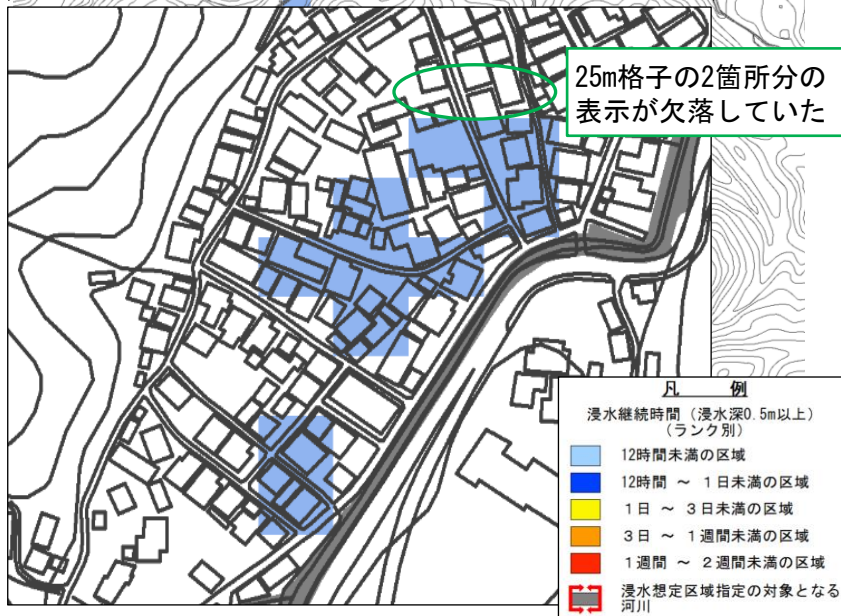 25m格子の2箇所分の
表示が欠落していた
凡 例
浸水継続時間（浸水深0.5m以上）
（ランク別）
12時間未満の区域
12時間 ～ 1日未満の区域
1日 ～ 3日未満の区域
3日 ～ 1週間未満の区域
1週間 ～ 2週間未満の区域
浸水想定区域指定の対象となる
河川